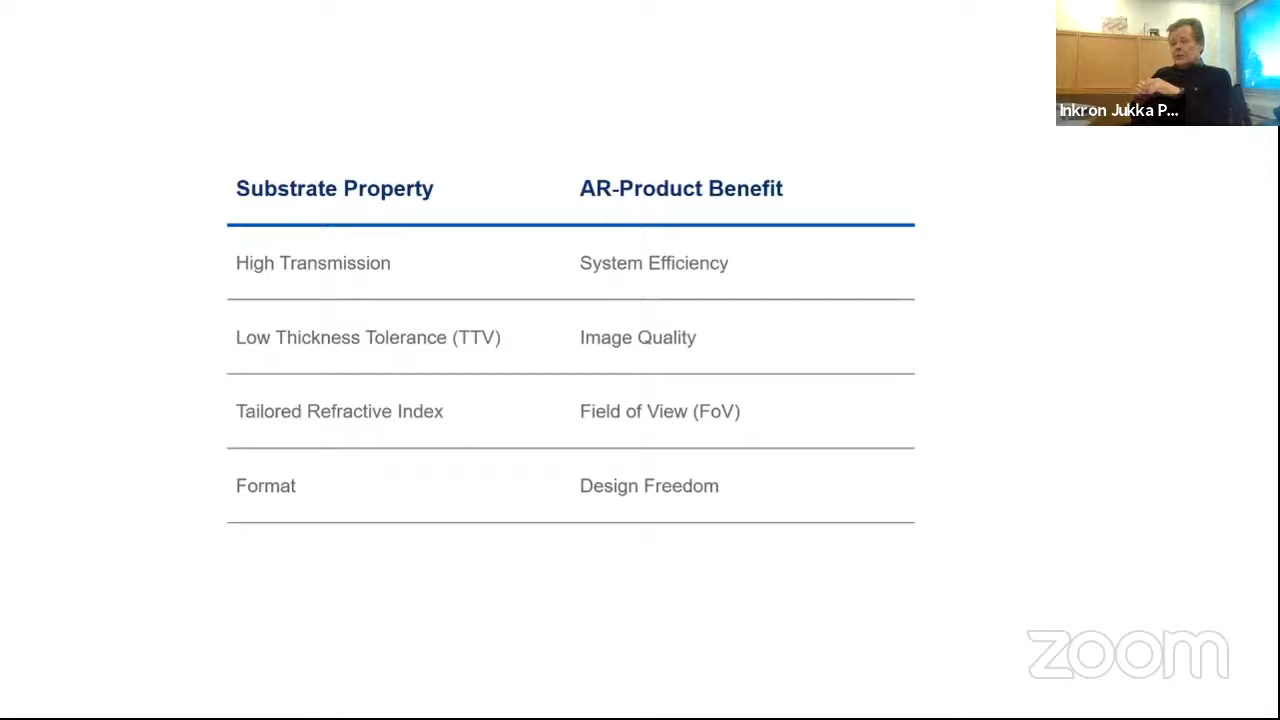 Inkron Jukka P...
Substrate Property AR-Product Benefit
High Transmission System Efficiency
Low Thickness Tolerance (TTV) Image Quality
Tailored Refractive Index Field of View (FoV)
Format Design Freedom
zoom